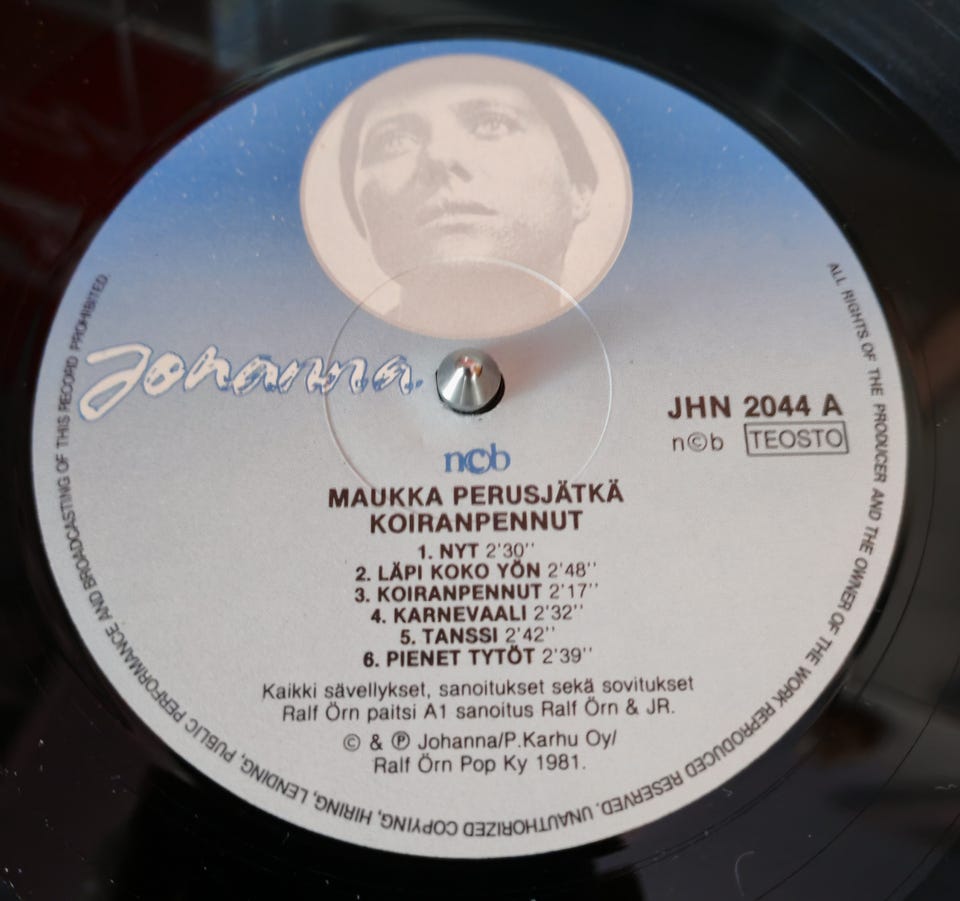 Johanna
JHN 2044 A
n©b TEOSTO
ncb
MAUKKA PERUSJÄTKÄ
KOIRANPENNUT
1. NYT 2'30''
2. LÄPI KOKO YÖN 2'48''
3. KOIRANPENNUT 2'17''
4. KARNEVAALI 2'32''
5. TANSSI 2'42''
6. PIENET TYTÖT 2'39''
Kaikki sävellykset, sanoitukset sekä sovitukset
Ralf Örn paitsi A1 sanoitus Ralf Örn & JR.
© & ℗ Johanna/P.Karhu Oy/
Ralf Örn Pop Ky 1981.
ALL RIGHTS OF THE PRODUCER AND THE OWNER OF THE WORK REPRODUCED RESERVED. UNAUTHORIZED COPYING, HIRING, LENDING, PUBLIC PERFORMANCE AND BROADCASTING OF THIS RECORD PROHIBITED.